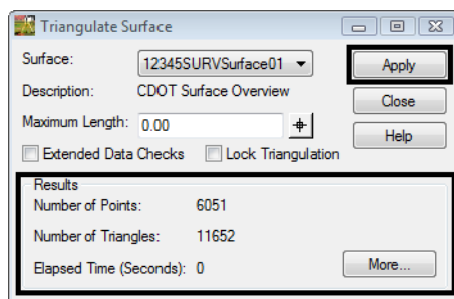 Triangulate Surface
Surface: 12345SURVSurface01 Apply
Description: CDOT Surface Overview Close
Maximum Length: 0.00 Help
Extended Data Checks Lock Triangulation
Results
Number of Points: 6051
Number of Triangles: 11652
Elapsed Time (Seconds): 0 More...